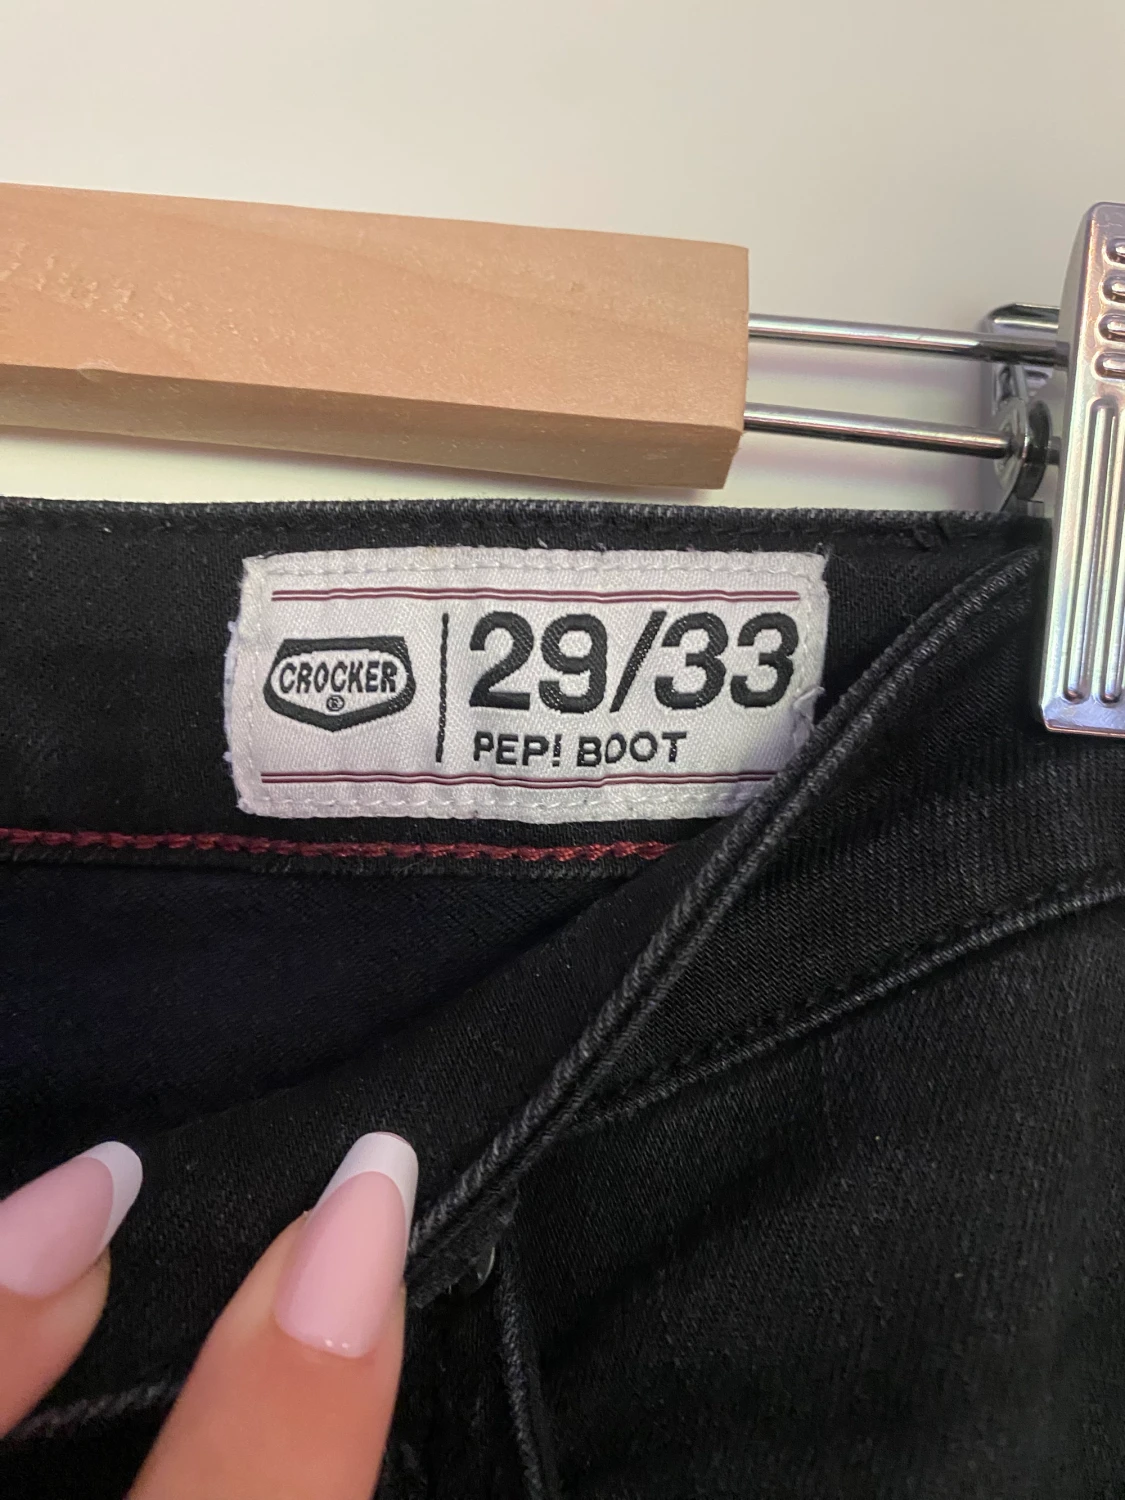 CROCKER
®
29/33
PEP! BOOT